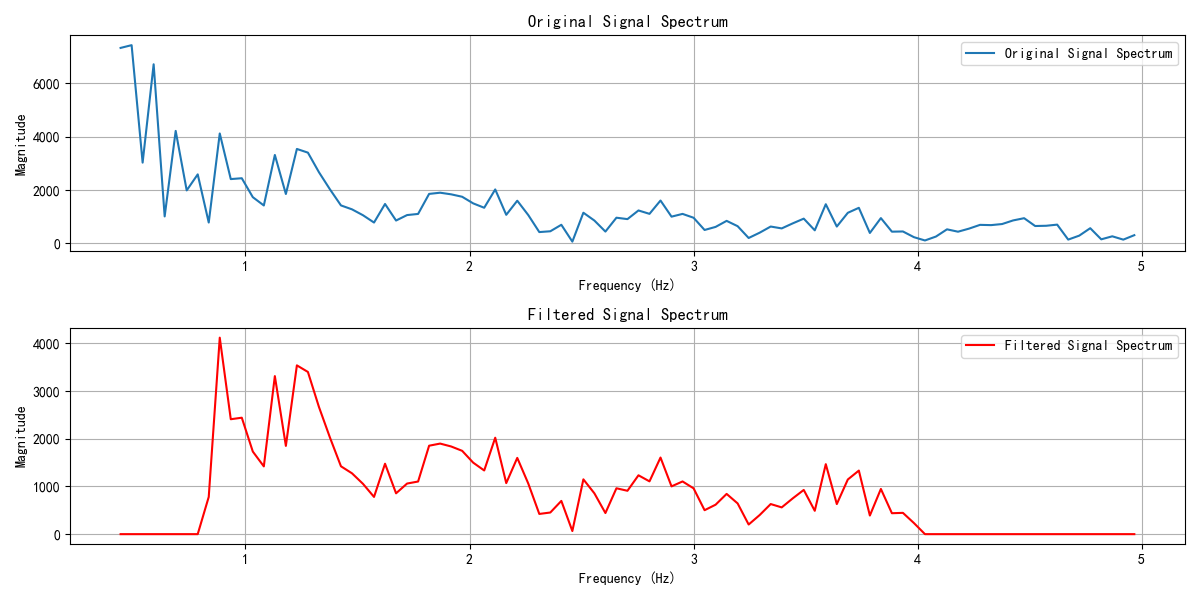 Original Signal Spectrum
Original Signal Spectrum
Magnitude
6000
4000
2000
0
1
2
3
4
5
Frequency (Hz)
Filtered Signal Spectrum
Filtered Signal Spectrum
Magnitude
4000
3000
2000
1000
0
1
2
3
4
5
Frequency (Hz)